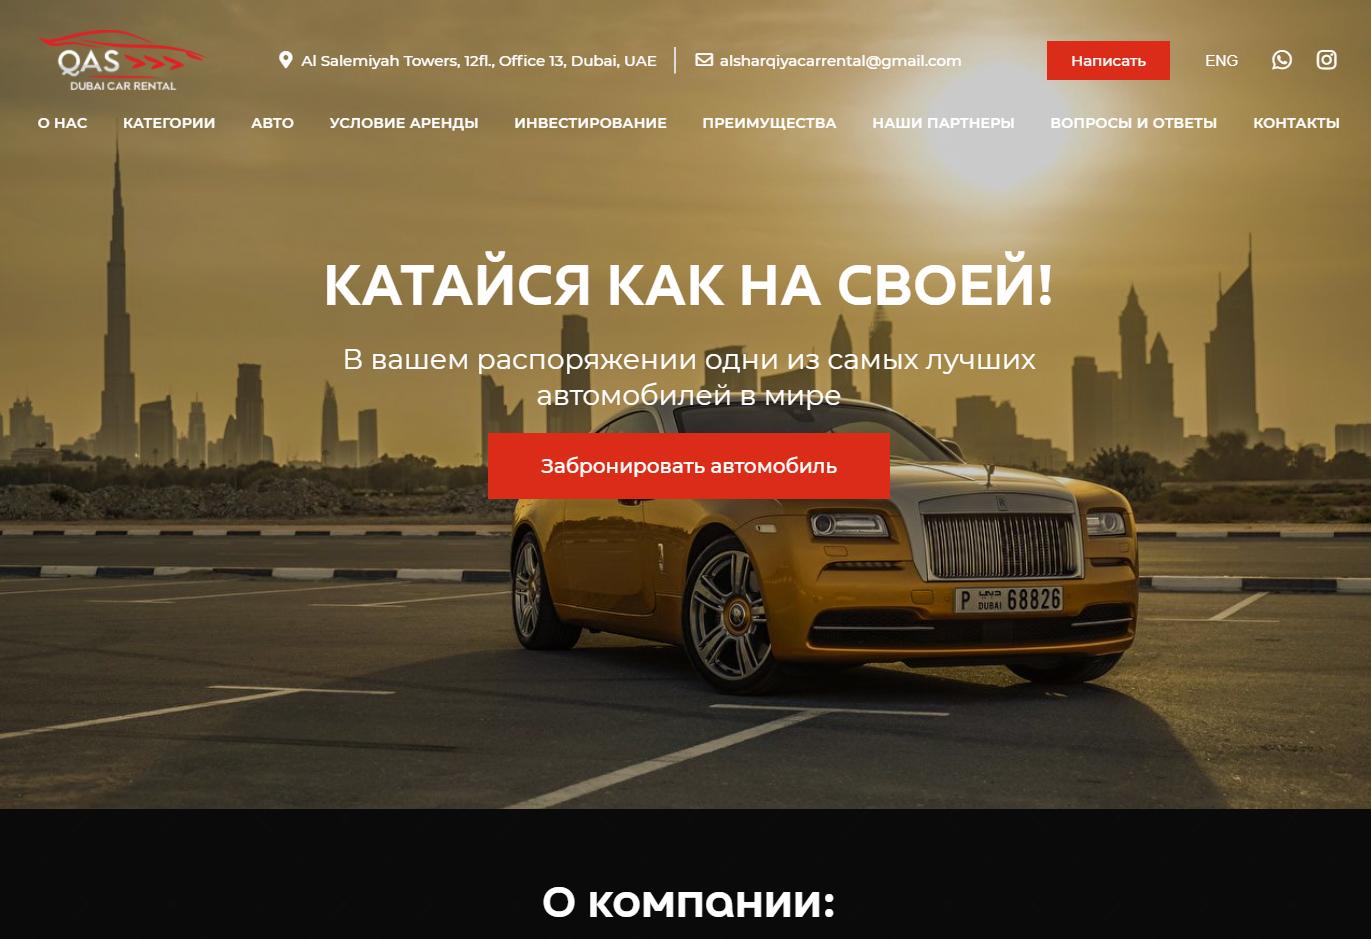 QAS
DUBAI CAR RENTAL
Al Salemiyah Towers, 12fl., Office 13, Dubai, UAE
alsharqiyacarrental@gmail.com
Написать
ENG
О НАС КАТЕГОРИИ АВТО УСЛОВИЕ АРЕНДЫ ИНВЕСТИРОВАНИЕ ПРЕИМУЩЕСТВА НАШИ ПАРТНЕРЫ ВОПРОСЫ И ОТВЕТЫ КОНТАКТЫ
КАТАЙСЯ КАК НА СВОЕЙ!
В вашем распоряжении одни из самых лучших
автомобилей в мире
Забронировать автомобиль
P DUBAI 68826
О компании: